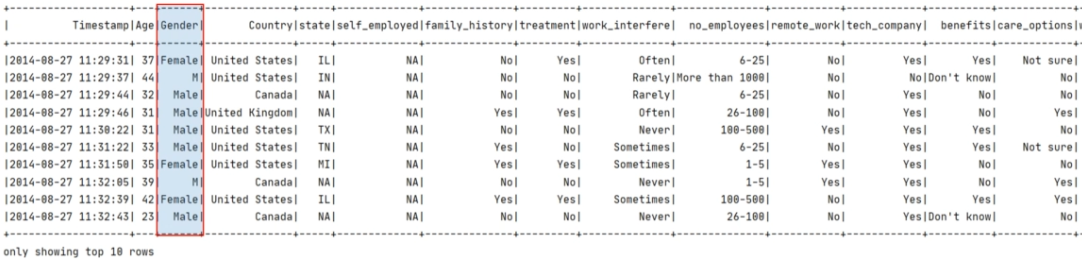 |          Timestamp|Age|Gender|       Country|state|self_employed|family_history|treatment|work_interfere|  no_employees|remote_work|tech_company|  benefits|care_options|
|2014-08-27 11:29:31| 37|Female| United States|   IL|           NA|            No|      Yes|         Often|          6-25|         No|         Yes|       Yes|    Not sure|
|2014-08-27 11:29:37| 44|     M| United States|   IN|           NA|            No|       No|        Rarely|More than 1000|         No|          No|Don't know|          No|
|2014-08-27 11:29:44| 32|  Male|        Canada|   NA|           NA|            No|       No|        Rarely|          6-25|         No|         Yes|        No|          No|
|2014-08-27 11:29:46| 31|  Male|United Kingdom|   NA|           NA|           Yes|      Yes|         Often|        26-100|         No|         Yes|        No|         Yes|
|2014-08-27 11:30:22| 31|  Male| United States|   TX|           NA|            No|       No|         Never|       100-500|        Yes|         Yes|       Yes|          No|
|2014-08-27 11:31:22| 33|  Male| United States|   TN|           NA|           Yes|       No|     Sometimes|          6-25|         No|         Yes|       Yes|    Not sure|
|2014-08-27 11:31:50| 35|Female| United States|   MI|           NA|           Yes|      Yes|     Sometimes|           1-5|        Yes|         Yes|        No|          No|
|2014-08-27 11:32:05| 39|     M|        Canada|   NA|           NA|            No|       No|         Never|           1-5|        Yes|         Yes|        No|         Yes|
|2014-08-27 11:32:39| 42|Female| United States|   IL|           NA|           Yes|      Yes|     Sometimes|       100-500|         No|         Yes|       Yes|         Yes|
|2014-08-27 11:32:43| 23|  Male|        Canada|   NA|           NA|            No|       No|         Never|        26-100|         No|         Yes|Don't know|          No|
only showing top 10 rows